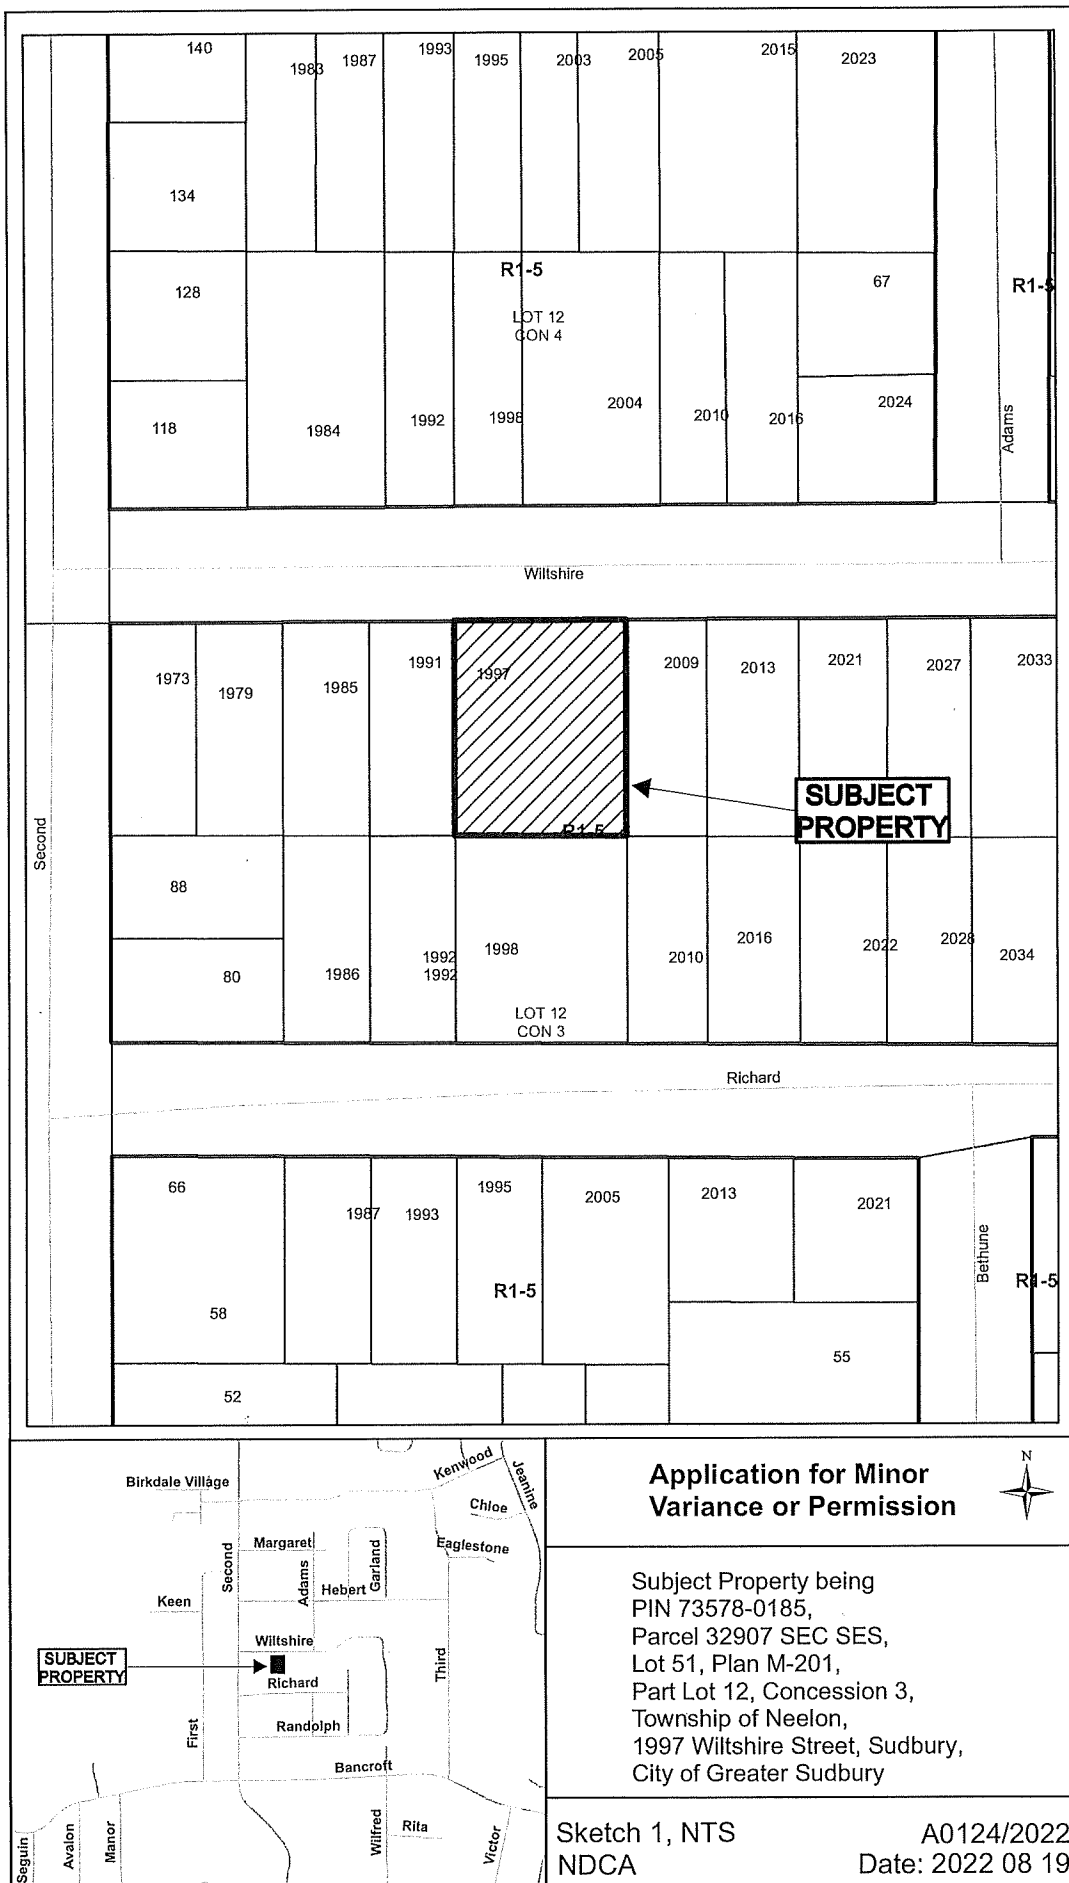 140
1983
1987
1993
1995
2003
2005
2015
2023
134
128
R1-5
67
R1-5
LOT 12
CON 4
118
1984
1992
1998
2004
2010
2016
2024
Adams
Wiltshire
1973
1979
1985
1991
1997
2009
2013
2021
2027
2033
SUBJECT
PROPERTY
R1-5
Second
88
80
1986
1992
1992
1998
2010
2016
2022
2028
2034
LOT 12
CON 3
Richard
66
1987
1993
1995
2005
2013
2021
Bethune
R1-5
R1-5
58
55
52
Birkdale Village
Kenwood
Jeanine
Chloe
Second
Margaret
Adams
Garland
Eaglestone
Keen
Hebert
Wiltshire
SUBJECT
PROPERTY
Richard
Third
First
Randolph
Bancroft
Seguin
Avalon
Manor
Wilfred
Rita
Victor
Application for Minor
Variance or Permission
N
Subject Property being
PIN 73578-0185,
Parcel 32907 SEC SES,
Lot 51, Plan M-201,
Part Lot 12, Concession 3,
Township of Neelon,
1997 Wiltshire Street, Sudbury,
City of Greater Sudbury
Sketch 1, NTS
A0124/2022
NDCA
Date: 2022 08 19